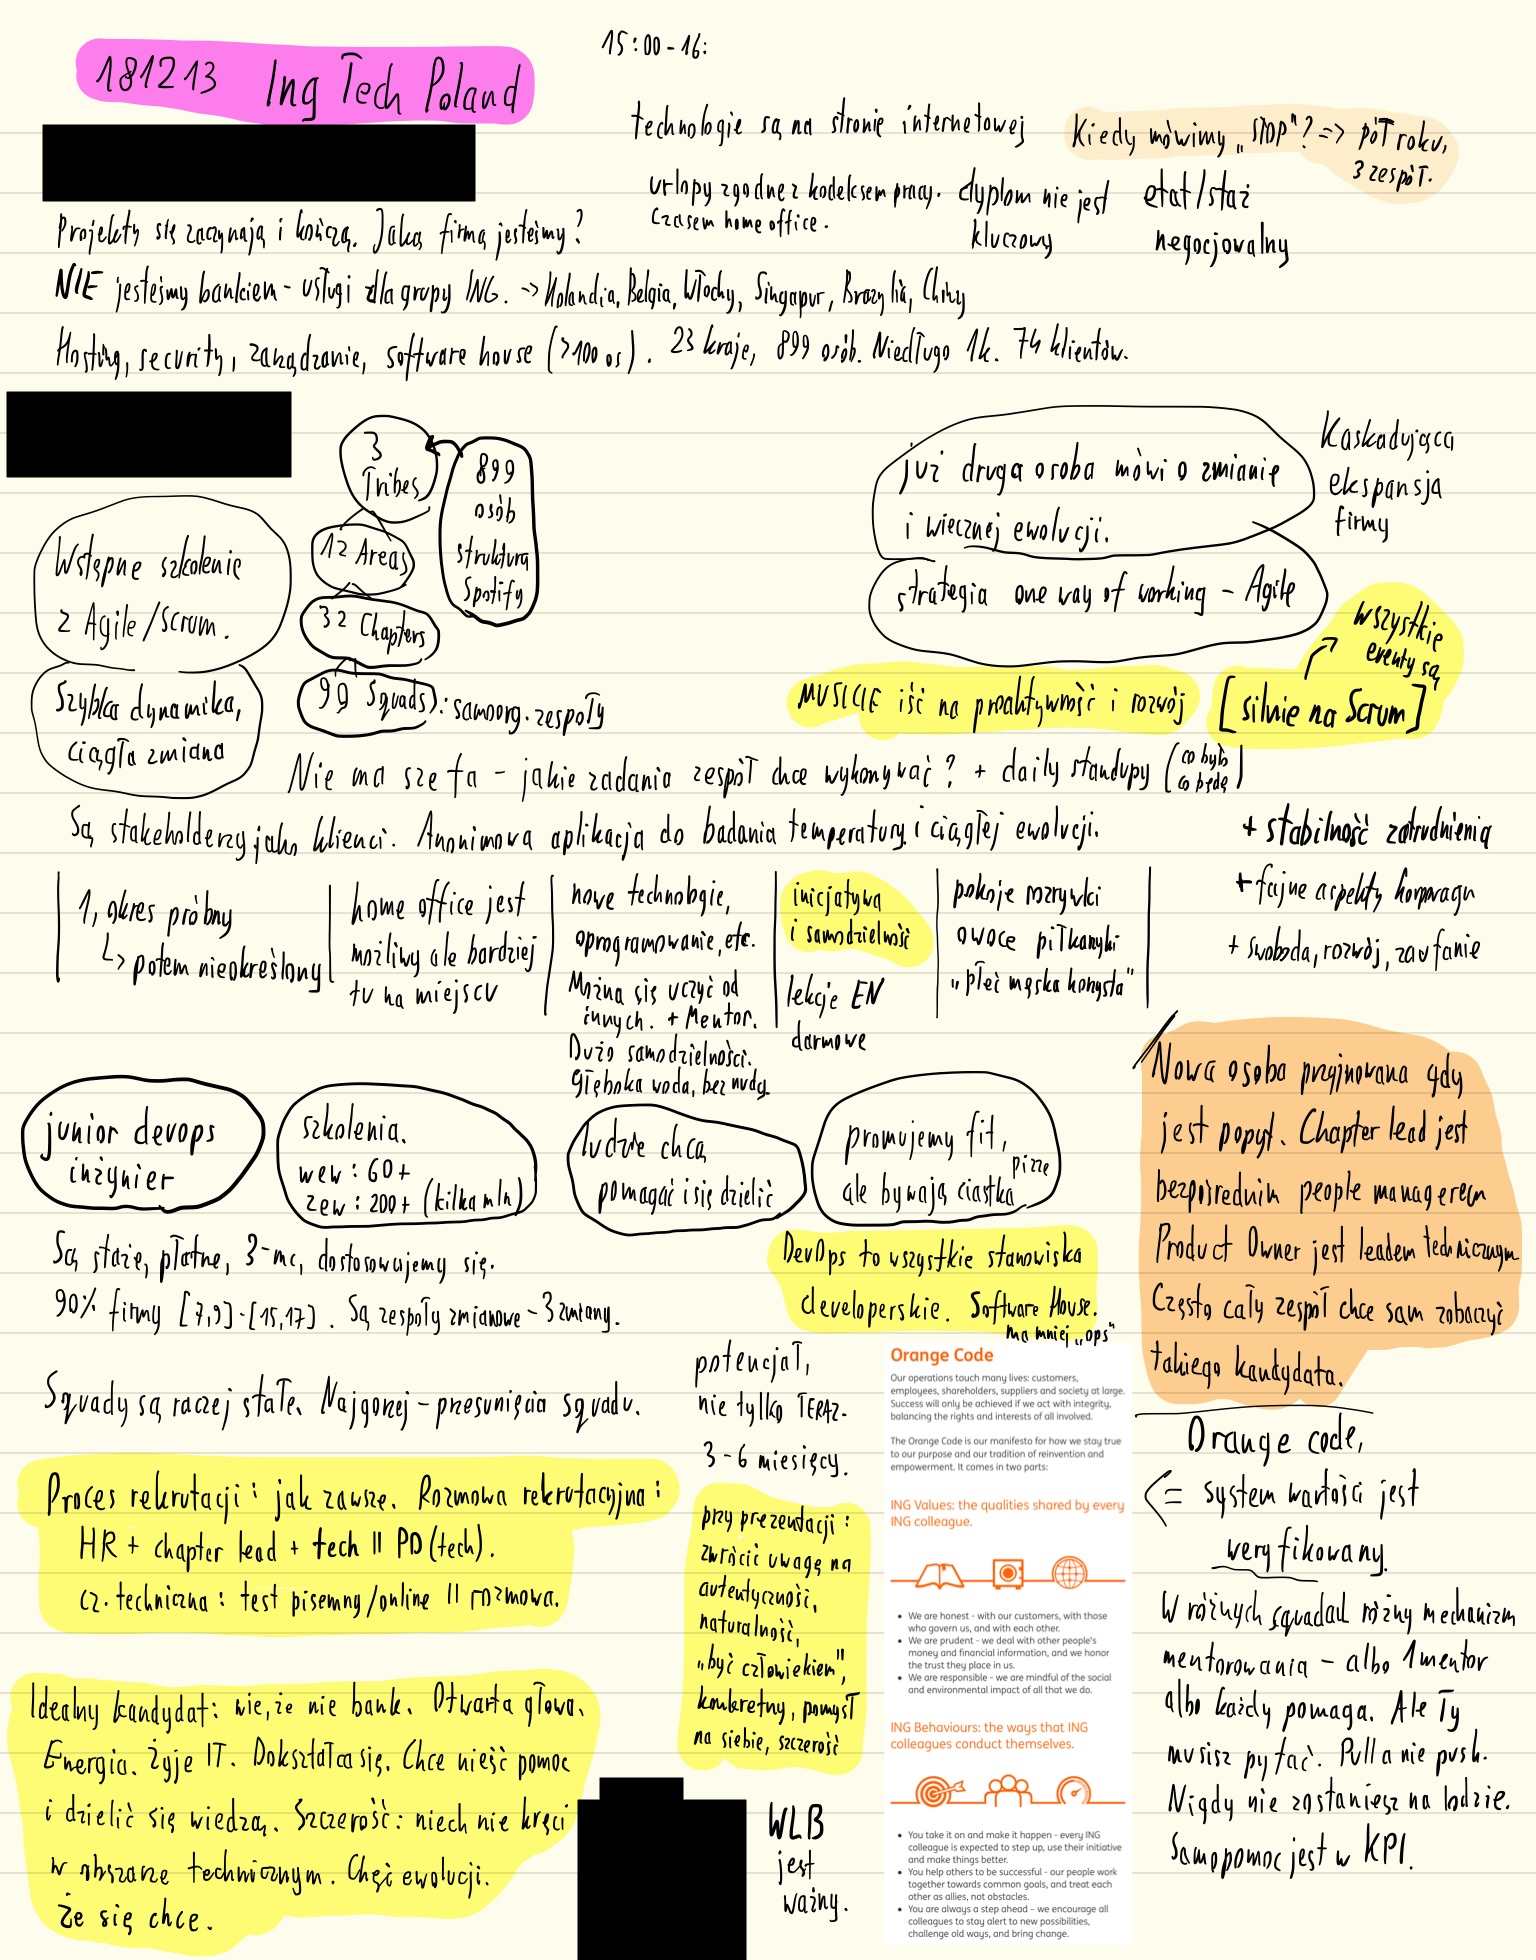 181213 Ing Tech Poland
15:00-16:
technologie są na stronie internetowej
Kiedy mówimy „STOP"? => pół roku,
3 zespół.
urlopy zgodne z kodeksem pracy.
Czasem home office.
dyplom nie jest
kluczowy
etat/staż
negocjowalny
Projekty się zaczynają i kończą. Jaką firmą jesteśmy?
NIE jesteśmy bankiem - usługi dla grupy ING. -> Holandia, Belgia, Włochy, Singapur, Brazylia, Chiny
Hosting, security, zarządzanie, software house (>100 os). 23 kraje, 899 osób. Niedługo 1k. 74 klientów.
3
Tribes
12 Areas
32 Chapters
99 Squads: samoorg. zespoły
899
osób
struktura
Spotify
Wstępne szkolenie
z Agile/Scrum.
Szybka dynamika,
ciągła zmiana
już druga osoba mówi o zmianie
i wiecznej ewolucji.
strategia one way of working - Agile
Kaskadująca
ekspansja
firmy
MUSICIE iść na proaktywność i rozwój
[silnie na Scrum]
wszystkie
eventy są
Nie ma szefa - jakie zadania zespół chce wykonywać? + daily standupy (co było
co będę)
Są stakeholderzy jako klienci. Anonimowa aplikacja do badania temperatury i ciągłej ewolucji.
+ stabilność zatrudnienia
+ fajne aspekty korporacji
+ swoboda, rozwój, zaufanie
1, okres próbny
↳ potem nieokreślony
home office jest
możliwy ale bardziej
tu na miejscu
nowe technologie,
oprogramowanie, etc.
Można się uczyć od
innych. + Mentor.
Dużo samodzielności.
Głęboka woda, bez nudy.
inicjatywa
i samodzielność
lekcje EN
darmowe
pokoje rozrywki
owoce piłkarzyki
„płeć męska korzysta"
junior devops
inżynier
szkolenia.
wew: 60+
zew: 200+ (kilka mln)
ludzie chcą
pomagać i się dzielić
promujemy fit,
pizze
ale bywają ciastka
Nowa osoba przyjmowana gdy
jest popyt. Chapter lead jest
bezpośrednim people managerem
Product Owner jest leadem technicznym
Często cały zespół chce sam zobaczyć
takiego kandydata.
Są staże, płatne, 3-mc, dostosowujemy się.
90% firmy [7,9]-[15,17]. Są zespoły zmianowe - 3 zmiany.
DevOps to wszystkie stanowiska
developerskie. Software House.
ma mniej „ops"
Squady są raczej stałe. Najgorzej - przesunięcia squadu.
potencjał,
nie tylko TERAZ.
3-6 miesięcy.
Proces rekrutacji: jak zawsze. Rozmowa rekrutacyjna:
HR + chapter lead + tech || PO (tech).
cz. techniczna: test pisemny/online || rozmowa.
przy prezentacji:
zwrócić uwagę na
autentyczność,
naturalność,
„być człowiekiem",
konkretny, pomysł
na siebie, szczerość
Idealny kandydat: wie, że nie bank. Otwarta głowa.
Energia. Żyje IT. Dokształca się. Chce nieść pomoc
i dzielić się wiedzą. Szczerość: niech nie kręci
w obszarze technicznym. Chęć ewolucji.
Że się chce.
WLB
jest
ważny.
Orange Code
Our operations touch many lives: customers,
employees, shareholders, suppliers and society at large.
Success will only be achieved if we act with integrity,
balancing the rights and interests of all involved.
The Orange Code is our manifesto for how we stay true
to our purpose and our tradition of reinvention and
empowerment. It comes in two parts:
ING Values: the qualities shared by every
ING colleague.
• We are honest - with our customers, with those
who govern us, and with each other.
• We are prudent - we deal with other people's
money and financial information, and we honor
the trust they place in us.
• We are responsible - we are mindful of the social
and environmental impact of all that we do.
ING Behaviours: the ways that ING
colleagues conduct themselves.
• You take it on and make it happen - every ING
colleague is expected to step up, use their initiative
and make things better.
• You help others to be successful - our people work
together towards common goals, and treat each
other as allies, not obstacles.
• You are always a step ahead – we encourage all
colleagues to stay alert to new possibilities,
challenge old ways, and bring change.
Orange code,
<= system wartości jest
weryfikowany.
W różnych squadach różny mechanizm
mentorowania - albo 1 mentor
albo każdy pomaga. Ale Ty
musisz pytać. Pull a nie push.
Nigdy nie zostaniesz na lodzie.
Samopomoc jest w KPI.